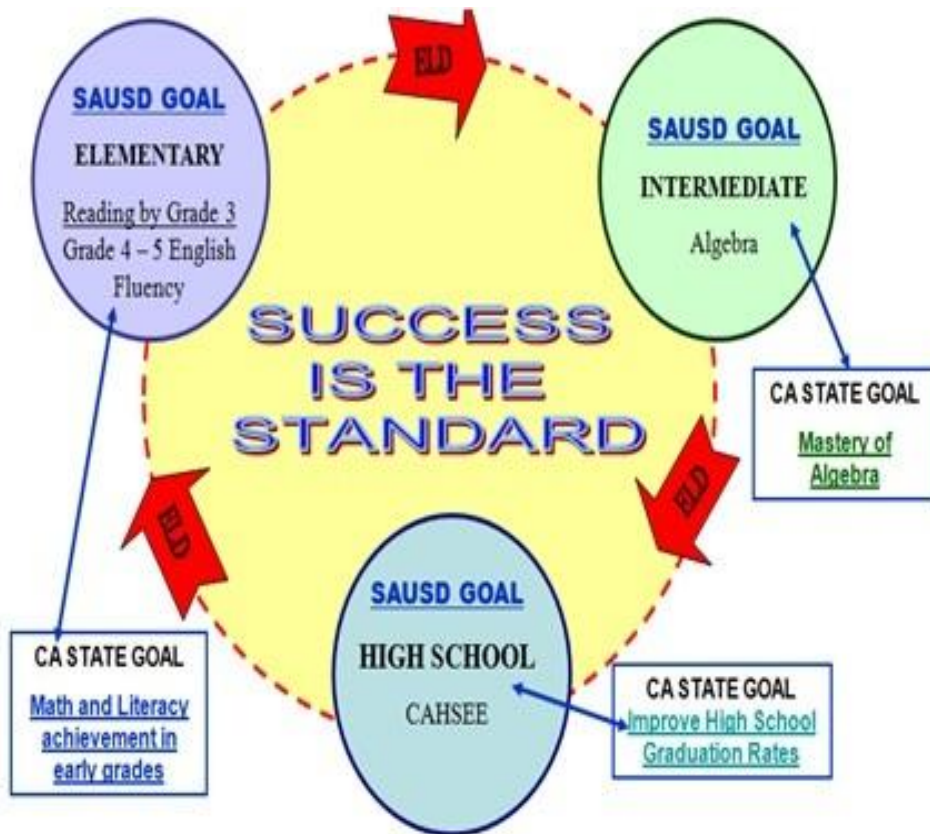 ELD
SAUSD GOAL
ELEMENTARY
Reading by Grade 3
Grade 4 – 5 English
Fluency
SAUSD GOAL
INTERMEDIATE
Algebra
SUCCESS
IS THE
STANDARD
CA STATE GOAL
Mastery of
Algebra
ELD
ELD
SAUSD GOAL
HIGH SCHOOL
CAHSEE
CA STATE GOAL
Math and Literacy
achievement in
early grades
CA STATE GOAL
Improve High School
Graduation Rates